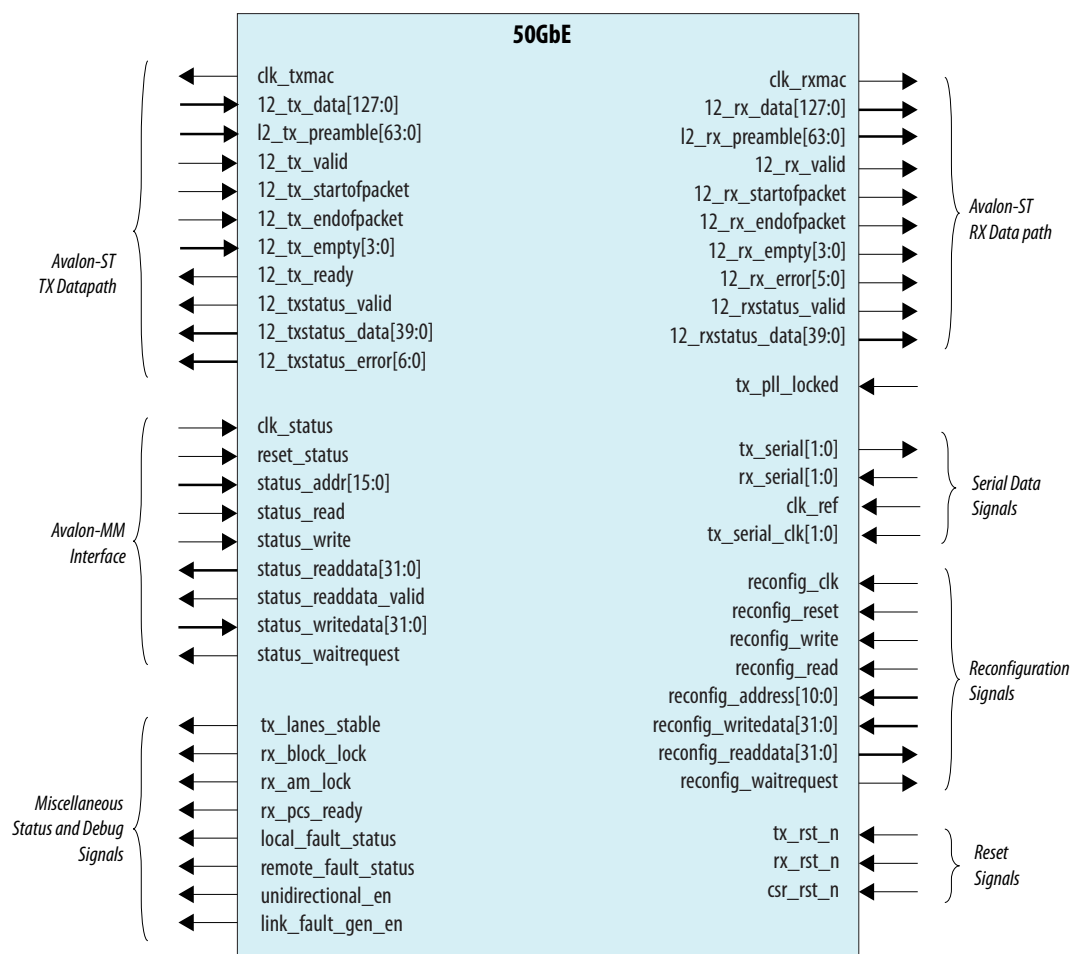 50GbE
Avalon-ST
TX Datapath
clk_txmac
12_tx_data[127:0]
l2_tx_preamble[63:0]
12_tx_valid
12_tx_startofpacket
12_tx_endofpacket
12_tx_empty[3:0]
12_tx_ready
12_txstatus_valid
12_txstatus_data[39:0]
12_txstatus_error[6:0]
Avalon-MM
Interface
clk_status
reset_status
status_addr[15:0]
status_read
status_write
status_readdata[31:0]
status_readdata_valid
status_writedata[31:0]
status_waitrequest
Miscellaneous
Status and Debug
Signals
tx_lanes_stable
rx_block_lock
rx_am_lock
rx_pcs_ready
local_fault_status
remote_fault_status
unidirectional_en
link_fault_gen_en
clk_rxmac
12_rx_data[127:0]
l2_rx_preamble[63:0]
12_rx_valid
12_rx_startofpacket
12_rx_endofpacket
12_rx_empty[3:0]
12_rx_error[5:0]
12_rxstatus_valid
12_rxstatus_data[39:0]
Avalon-ST
RX Data path
tx_pll_locked
tx_serial[1:0]
rx_serial[1:0]
clk_ref
tx_serial_clk[1:0]
Serial Data
Signals
reconfig_clk
reconfig_reset
reconfig_write
reconfig_read
reconfig_address[10:0]
reconfig_writedata[31:0]
reconfig_readdata[31:0]
reconfig_waitrequest
Reconfiguration
Signals
tx_rst_n
rx_rst_n
csr_rst_n
Reset
Signals